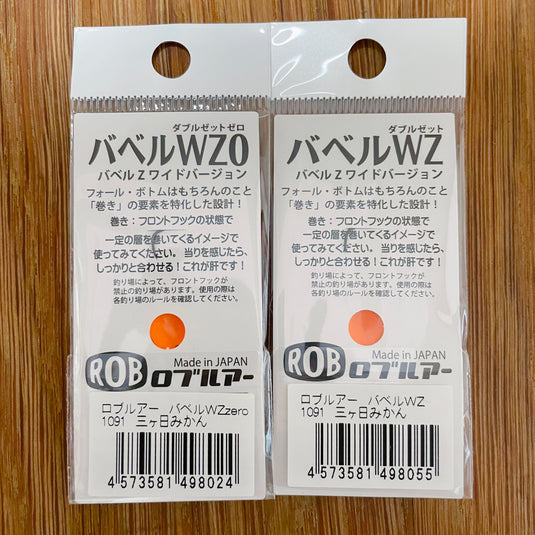 ダブルゼットゼロ
バベルWZ0
バベルZワイドバージョン
フォール・ボトムはもちろんのこと
「巻き」の要素を特化した設計！
巻き：フロントフックの状態で
一定の層を巻いてくるイメージで
使ってみてください。当りを感じたら、
しっかりと合わせる！これが肝です！
釣り場によって、フロントフックが
禁止の釣り場があります。使用の際は
各釣り場のルールを確認してください。
Made in JAPAN
ROB ロブルアー
ロブルアー バベルWZzero
1091 三ヶ日みかん
4 573581 498024
ダブルゼット
バベルWZ
バベルZワイドバージョン
フォール・ボトムはもちろんのこと
「巻き」の要素を特化した設計！
巻き：フロントフックの状態で
一定の層を巻いてくるイメージで
使ってみてください。当りを感じたら、
しっかりと合わせる！これが肝です！
釣り場によって、フロントフックが
禁止の釣り場があります。使用の際は
各釣り場のルールを確認してください。
Made in JAPAN
ROB ロブルアー
ロブルアー バベルWZ
1091 三ヶ日みかん
4 573581 498055